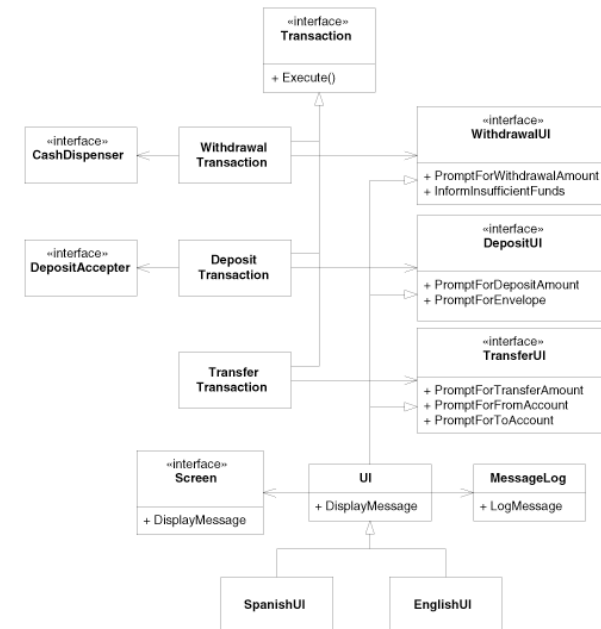 «interface»
Transaction
+ Execute()
«interface»
CashDispenser
Withdrawal
Transaction
«interface»
WithdrawalUI
+ PromptForWithdrawalAmount
+ InformInsufficientFunds
«interface»
DepositAccepter
Deposit
Transaction
«interface»
DepositUI
+ PromptForDepositAmount
+ PromptForEnvelope
Transfer
Transaction
«interface»
TransferUI
+ PromptForTransferAmount
+ PromptForFromAccount
+ PromptForToAccount
«interface»
Screen
+ DisplayMessage
UI
+ DisplayMessage
MessageLog
+ LogMessage
SpanishUI
EnglishUI